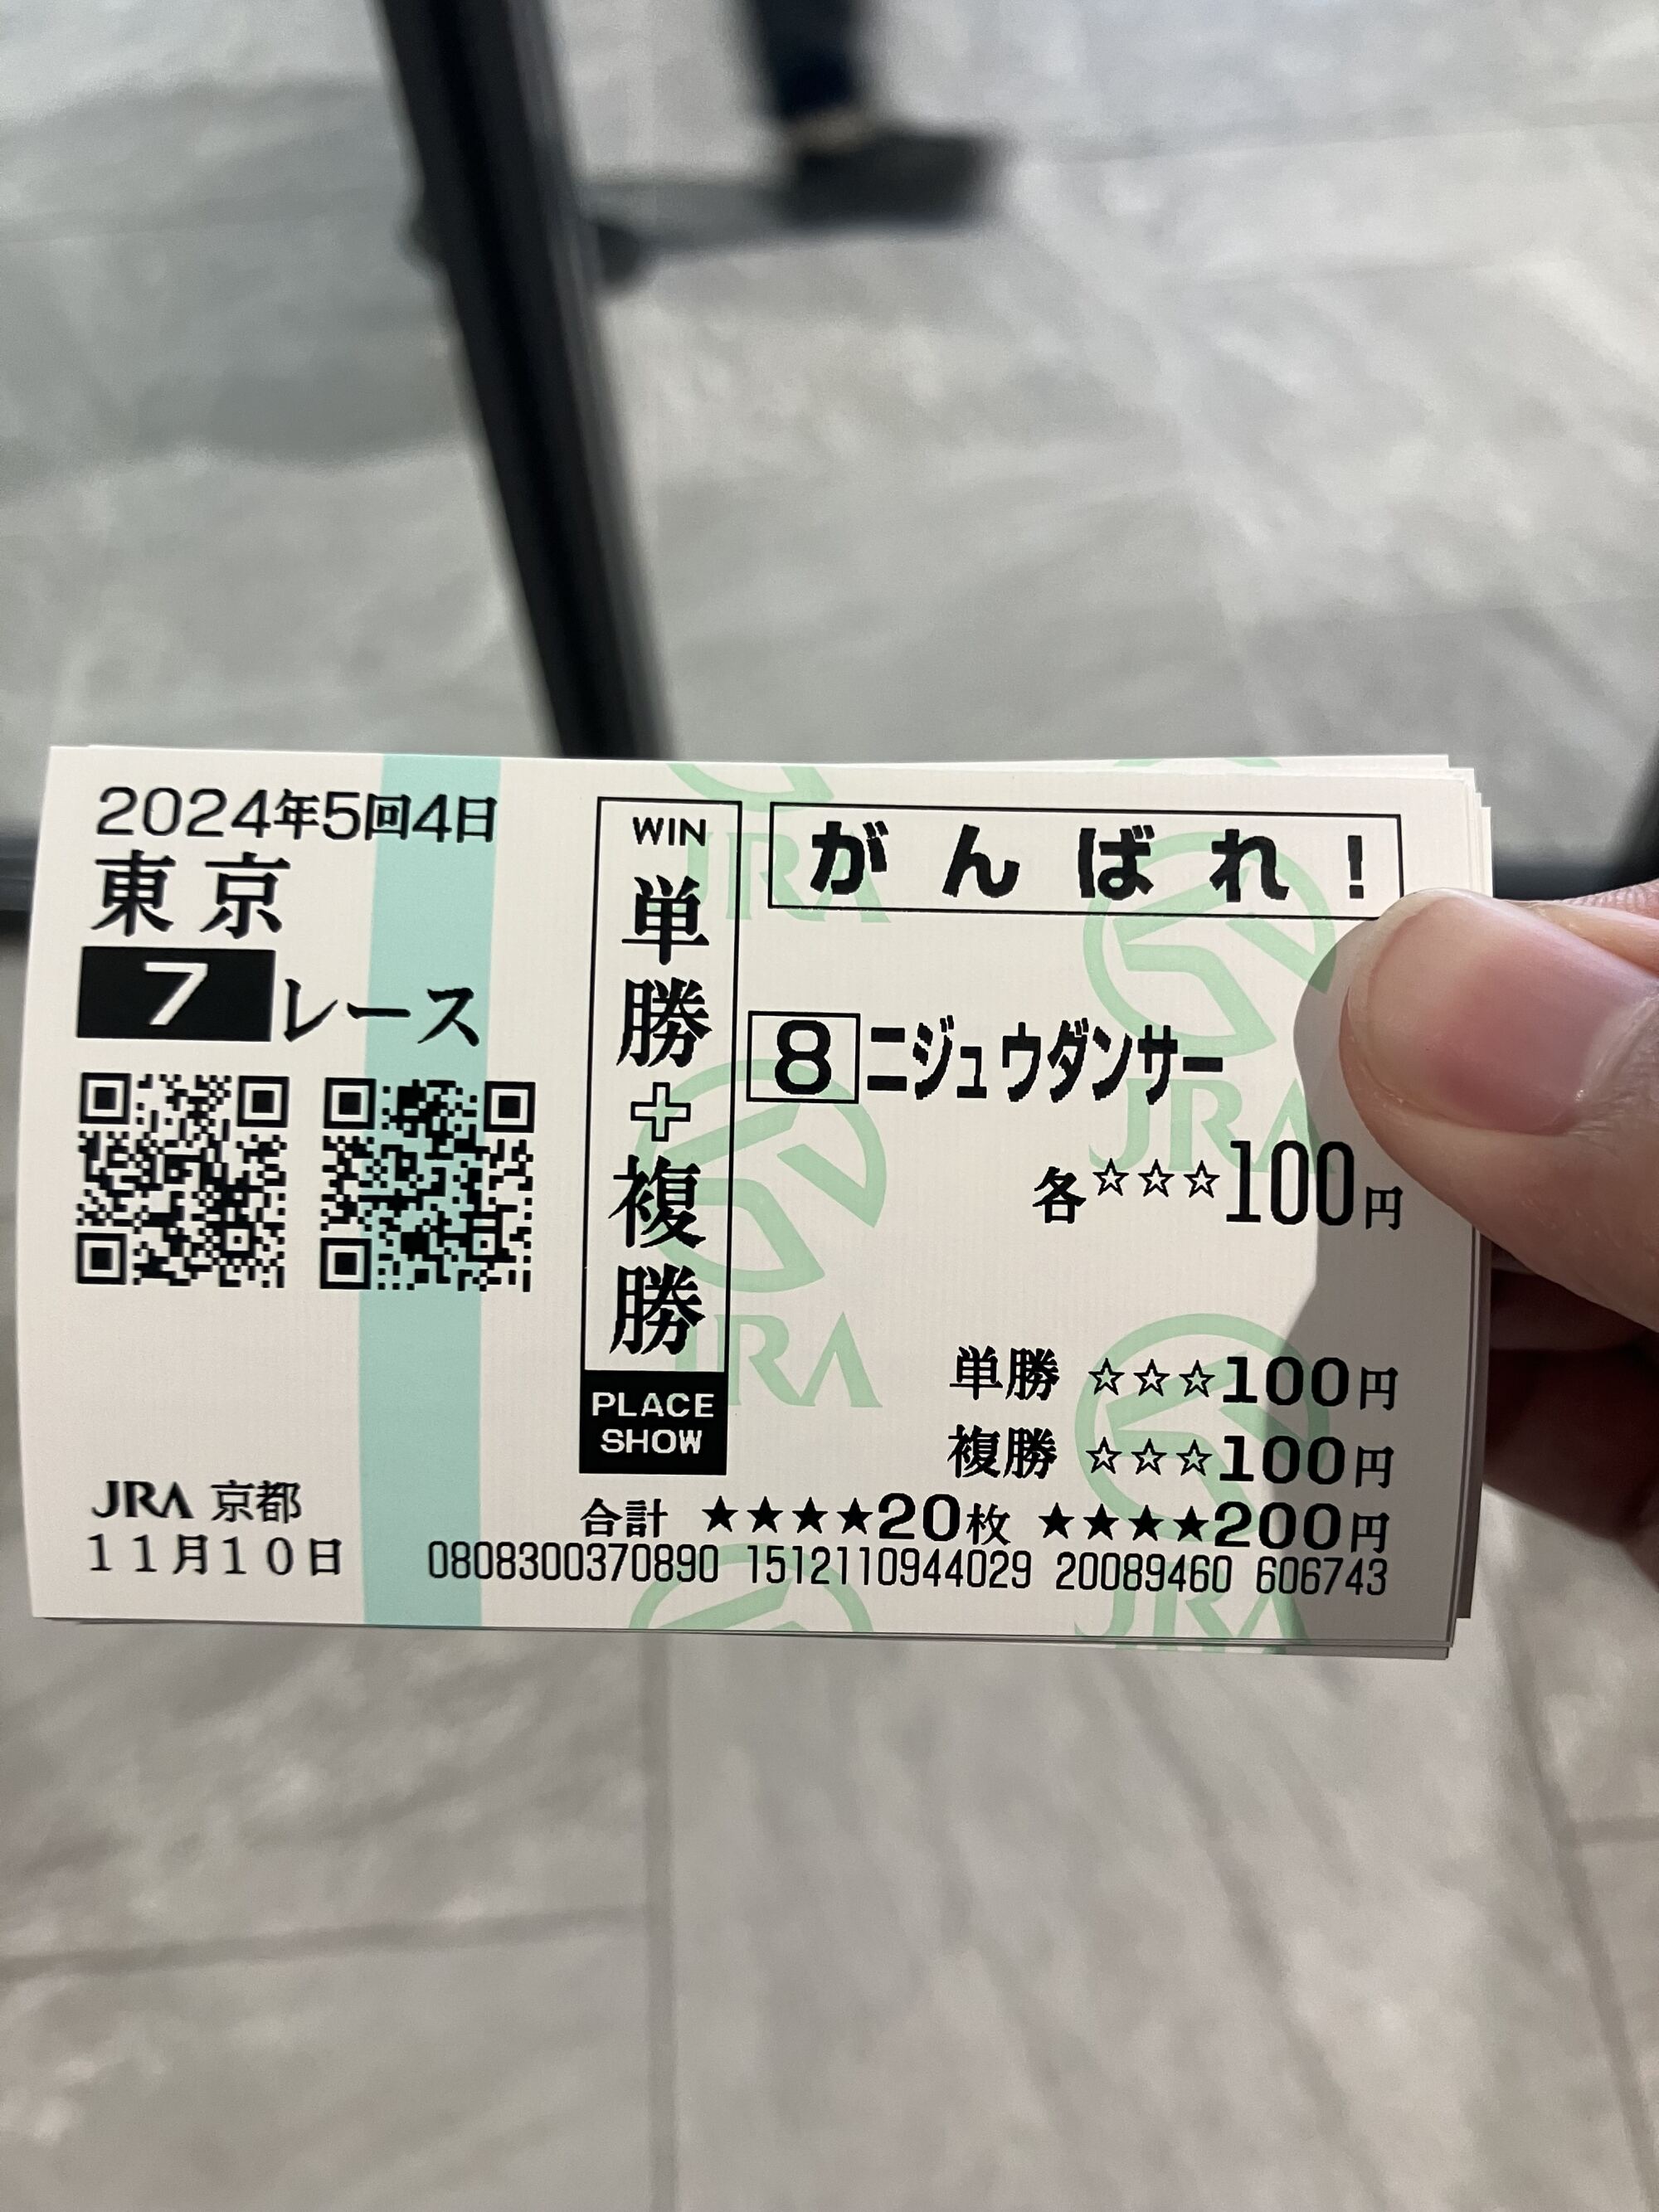 2024年5回4日
東京
7レース
JRA 京都
11月10日
WIN
単勝+複勝
PLACE
SHOW
がんばれ!
8 ニジュウダンサー
各☆☆☆100円
単勝 ☆☆☆100円
複勝 ☆☆☆100円
合計 ★★★★20枚 ★★★★200円
0808300370890 1512110944029 20089460 606743